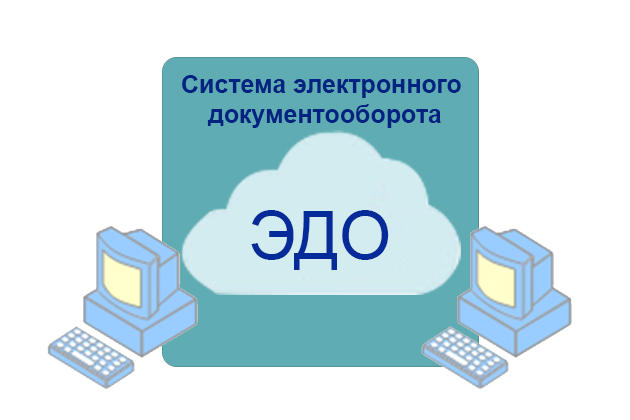 Система электронного
документооборота
ЭДО